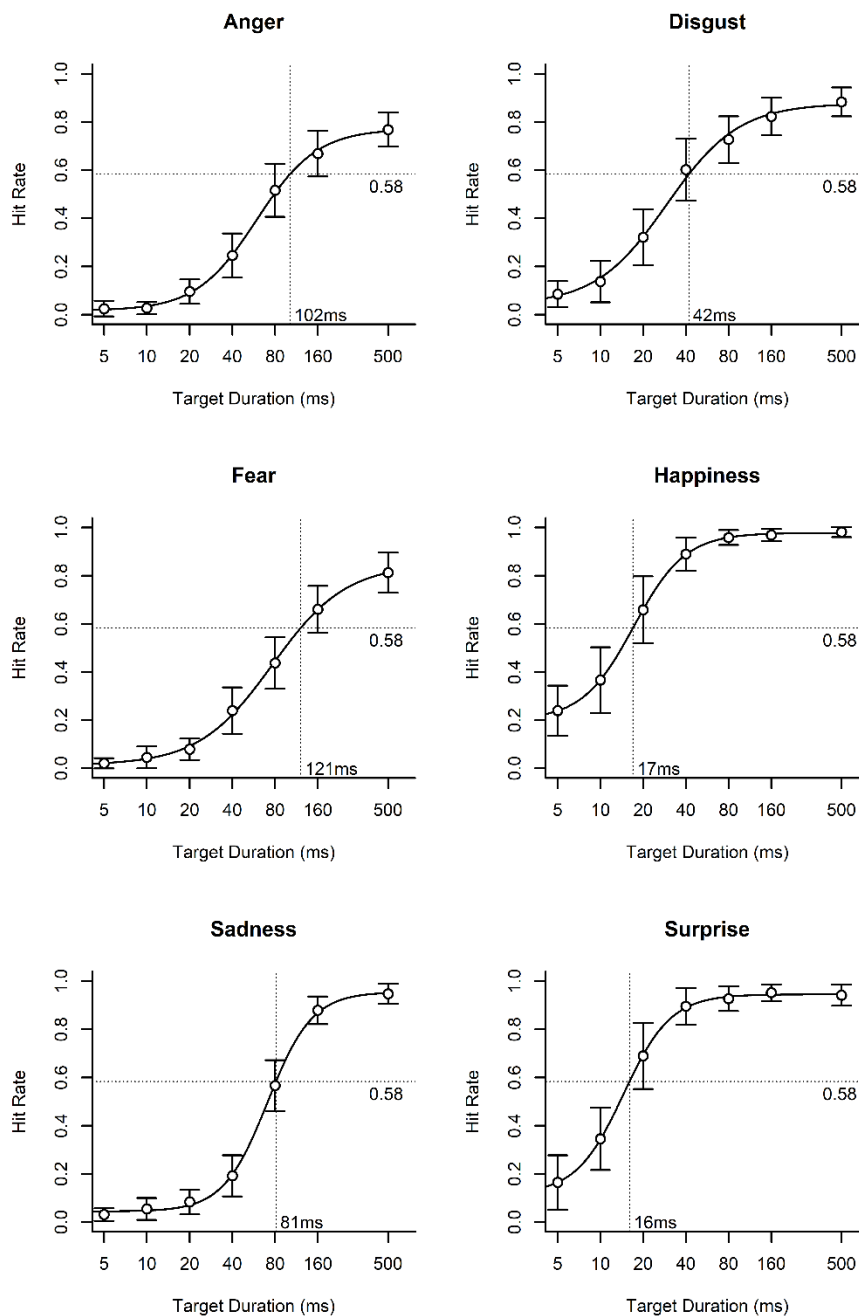 Anger
Hit Rate
0.0 0.2 0.4 0.6 0.8 1.0
0.58
102ms
5 10 20 40 80 160 500
Target Duration (ms)
Disgust
Hit Rate
0.0 0.2 0.4 0.6 0.8 1.0
0.58
42ms
5 10 20 40 80 160 500
Target Duration (ms)
Fear
Hit Rate
0.0 0.2 0.4 0.6 0.8 1.0
0.58
121ms
5 10 20 40 80 160 500
Target Duration (ms)
Happiness
Hit Rate
0.0 0.2 0.4 0.6 0.8 1.0
0.58
17ms
5 10 20 40 80 160 500
Target Duration (ms)
Sadness
Hit Rate
0.0 0.2 0.4 0.6 0.8 1.0
0.58
81ms
5 10 20 40 80 160 500
Target Duration (ms)
Surprise
Hit Rate
0.0 0.2 0.4 0.6 0.8 1.0
0.58
16ms
5 10 20 40 80 160 500
Target Duration (ms)